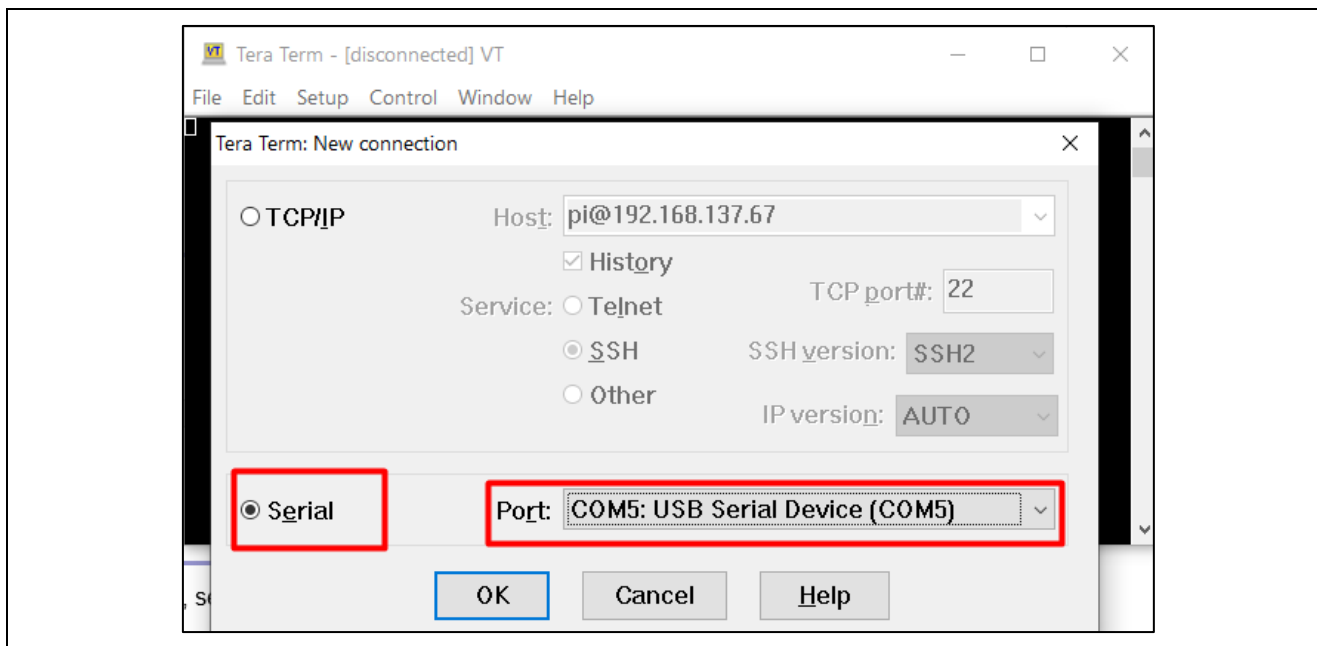 VT Tera Term - [disconnected] VT
File Edit Setup Control Window Help
Tera Term: New connection
TCP/IP Host: pi@192.168.137.67
History
TCP port#: 22
Service: Telnet
SSH SSH version: SSH2
Other
IP version: AUTO
Serial Port: COM5: USB Serial Device (COM5)
OK Cancel Help